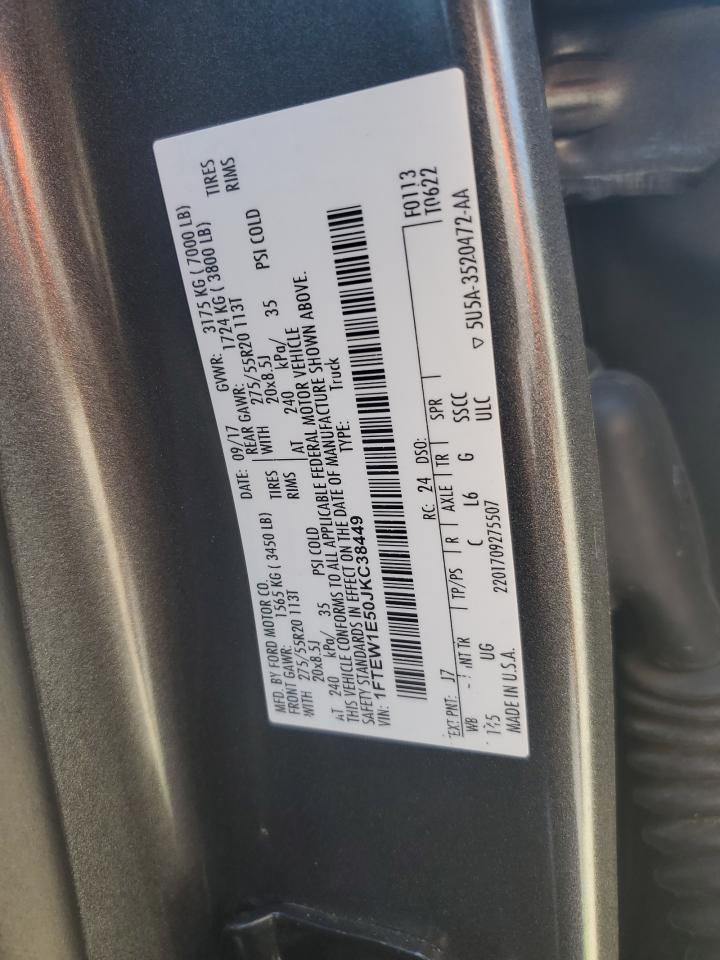 MFD. BY FORD MOTOR CO. DATE: 09/17 GVWR: 3175 KG ( 7000 LB)
FRONT GAWR: 1565 KG ( 3450 LB) REAR GAWR: 1724 KG ( 3800 LB)
WITH 275/55R20 113T TIRES WITH 275/55R20 113T TIRES
20x8.5J RIMS 20x8.5J RIMS
AT 240 kPa/ 35 PSI COLD AT 240 kPa/ 35 PSI COLD
THIS VEHICLE CONFORMS TO ALL APPLICABLE FEDERAL MOTOR VEHICLE
SAFETY STANDARDS IN EFFECT ON THE DATE OF MANUFACTURE SHOWN ABOVE.
VIN: 1FTEW1E50JKC38449 TYPE: Truck
F0113
T0622
EXT PNT: J7 RC: 24 DSO:
WB INT TR TP/PS R AXLE TR SPR
UG C L6 G SSCC
ULC
2201709275507
MADE IN U.S.A. ▽ 5U5A-3520472-AA